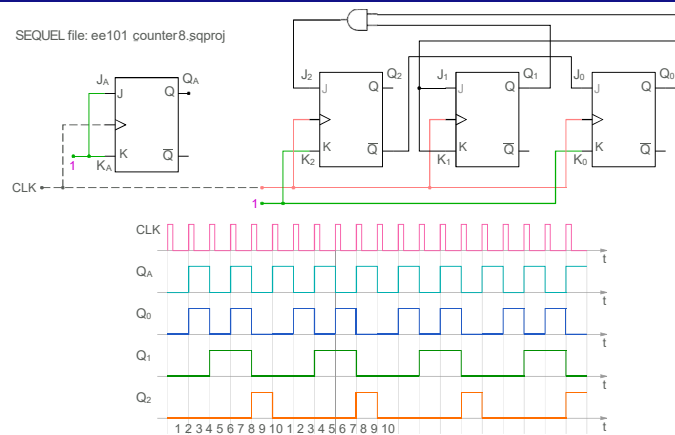 SEQUEL file: ee101 counter8.sqproj
J2 Q2 J1 Q1 J0 Q0
JA QA
J Q J Q J Q
J Q
K Q K Q K Q
K2 K1 K0
K Q
KA
1
CLK
1
CLK
t
QA
t
Q0
t
Q1
t
Q2
t
1 2 3 4 5 6 7 8 9 10 1 2 3 4 5 6 7 8 9 10